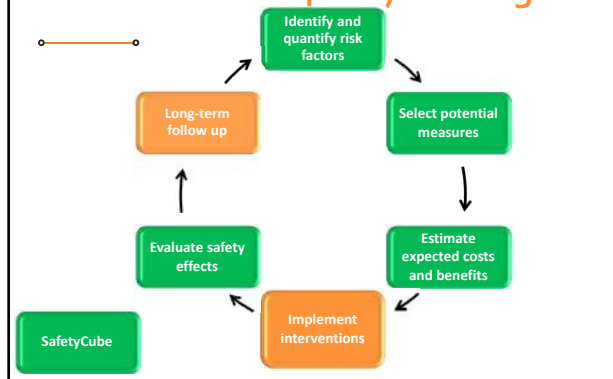 Identify and
quantify risk
factors
Long-term
follow up
Select potential
measures
Evaluate safety
effects
Estimate
expected costs
and benefits
Implement
interventions
SafetyCube